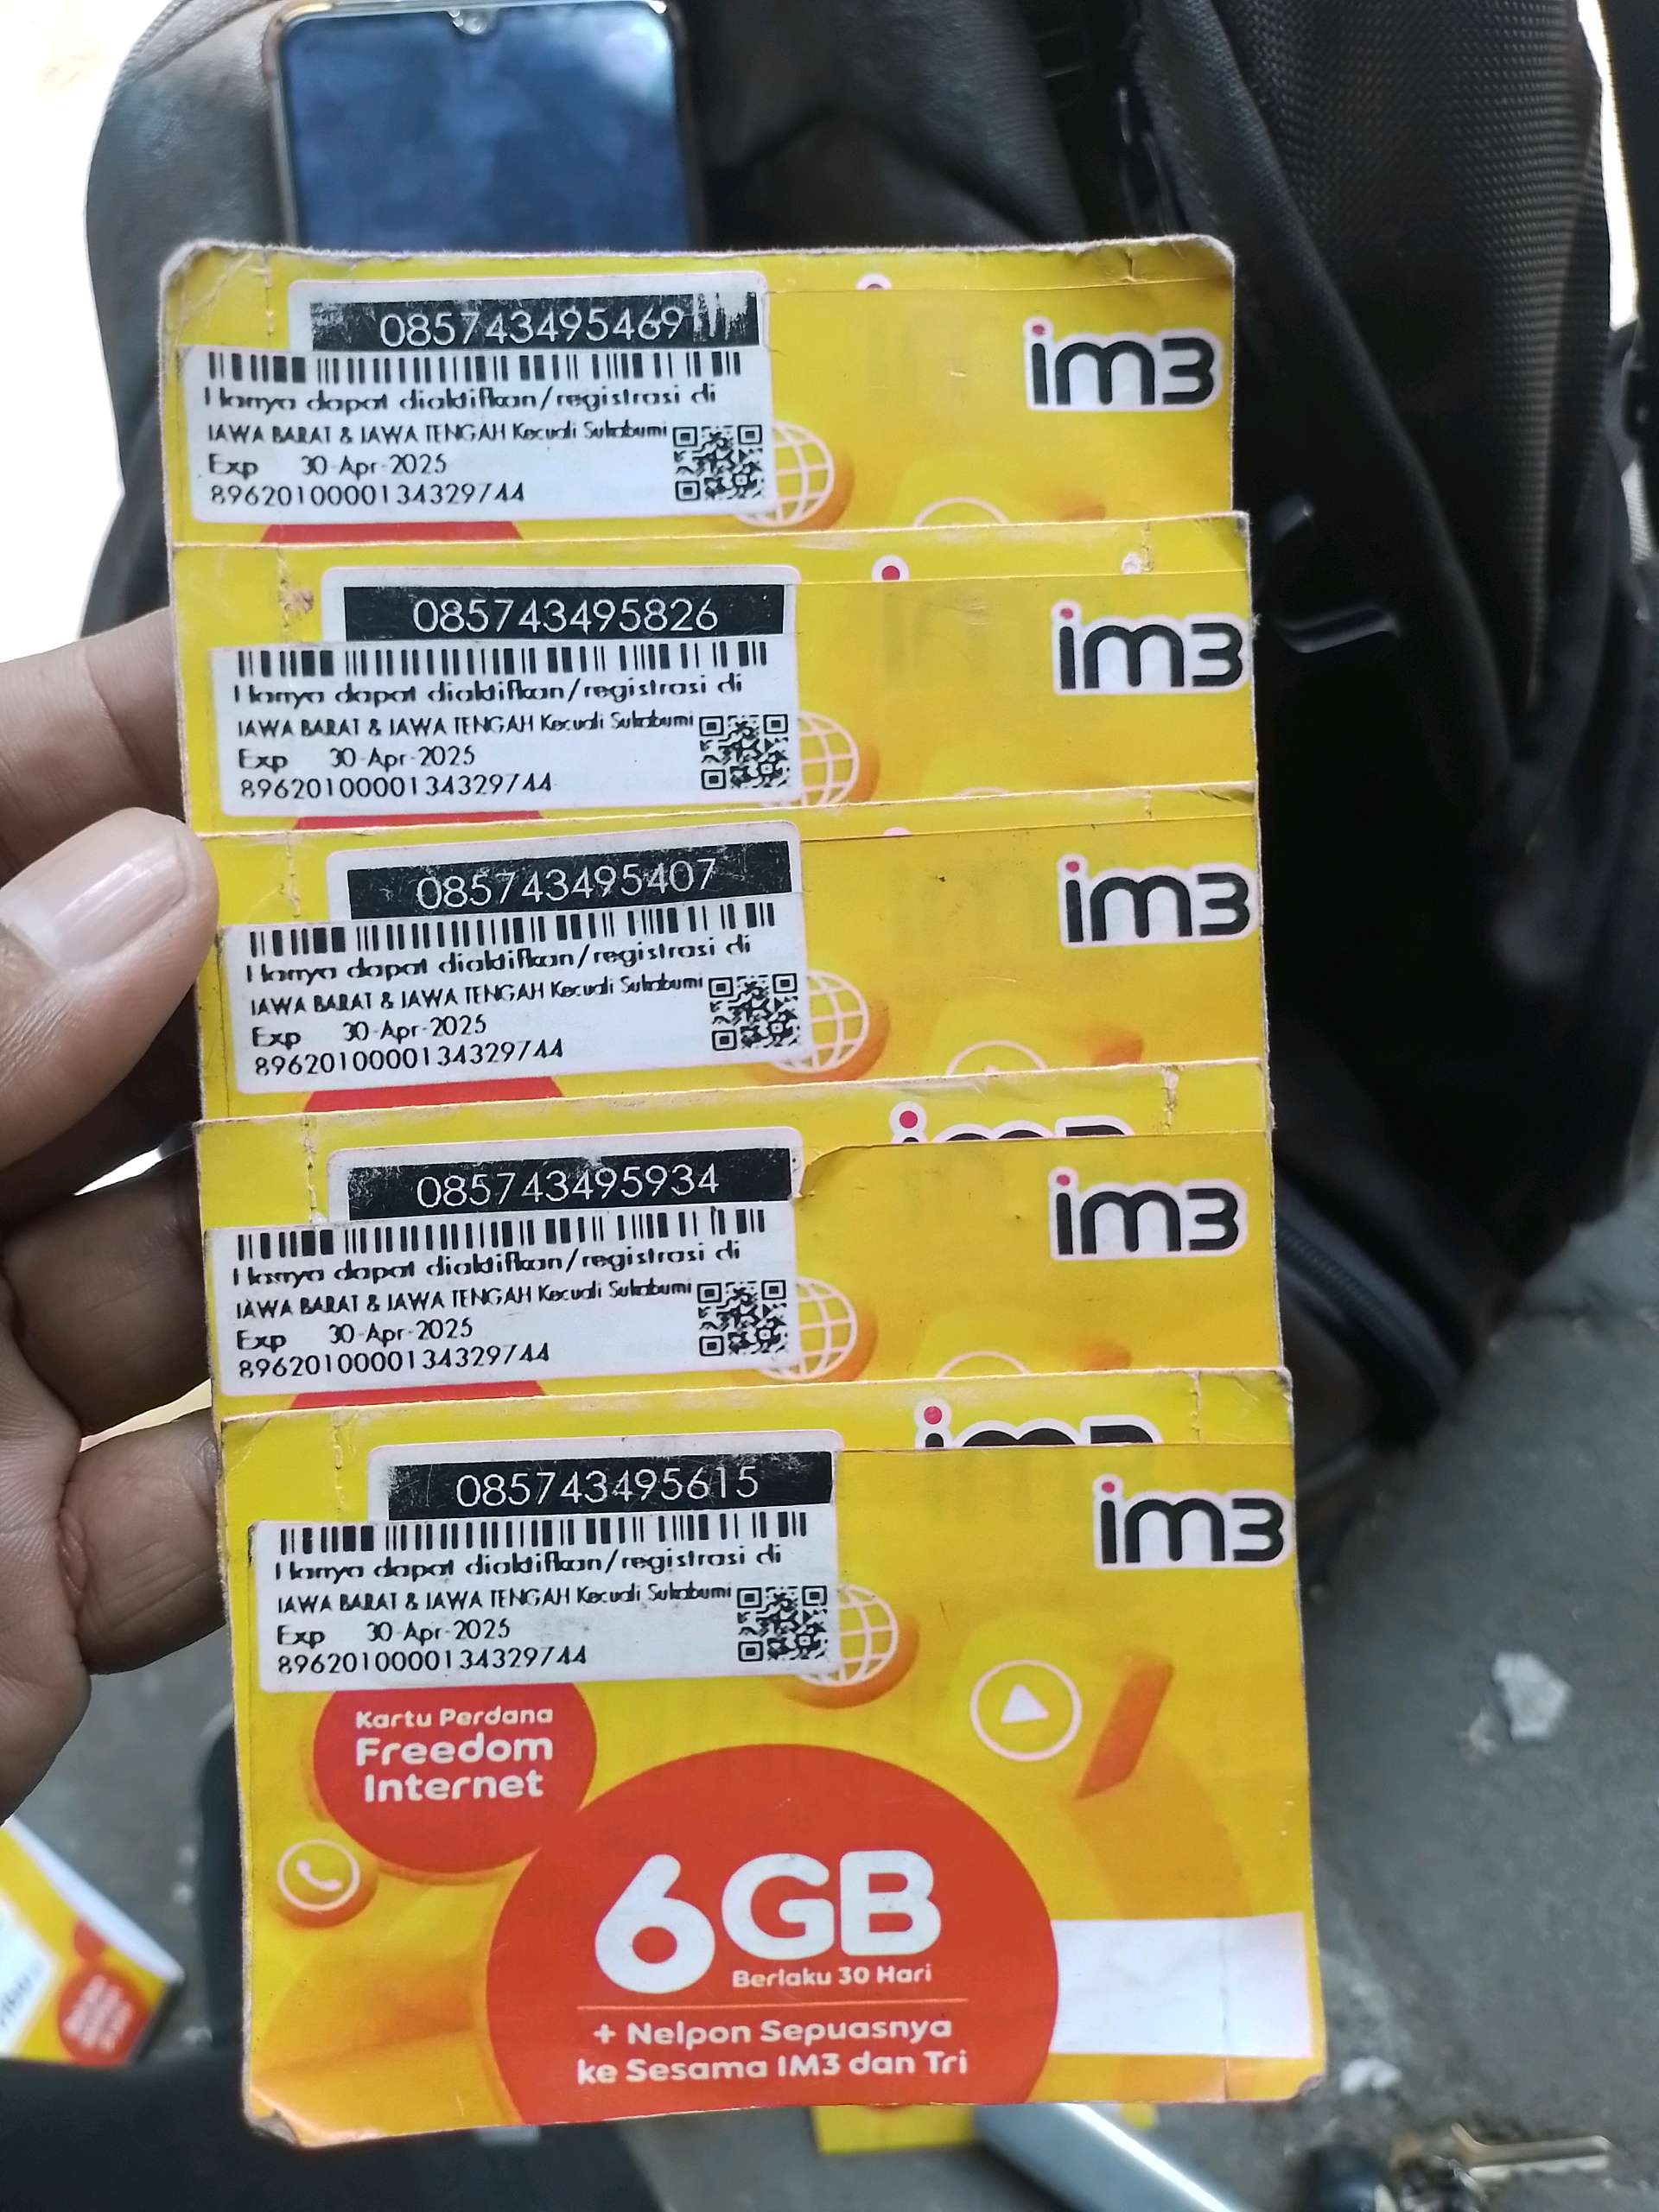 085743495469
im3
Hanya dapat diaktifkan/registrasi di
JAWA BARAT & JAWA TENGAH Kecuali Sukabumi
Exp 30-Apr-2025
8962010000134329744
085743495826
im3
Hanya dapat diaktifkan/registrasi di
JAWA BARAT & JAWA TENGAH Kecuali Sukabumi
Exp 30-Apr-2025
8962010000134329744
085743495407
im3
Hanya dapat diaktifkan/registrasi di
JAWA BARAT & JAWA TENGAH Kecuali Sukabumi
Exp 30-Apr-2025
8962010000134329744
085743495934
im3
Hanya dapat diaktifkan/registrasi di
JAWA BARAT & JAWA TENGAH Kecuali Sukabumi
Exp 30-Apr-2025
8962010000134329744
085743495615
im3
Hanya dapat diaktifkan/registrasi di
JAWA BARAT & JAWA TENGAH Kecuali Sukabumi
Exp 30-Apr-2025
8962010000134329744
Kartu Perdana
Freedom
Internet
6GB
Berlaku 30 Hari
+ Nelpon Sepuasnya
ke Sesama IM3 dan Tri